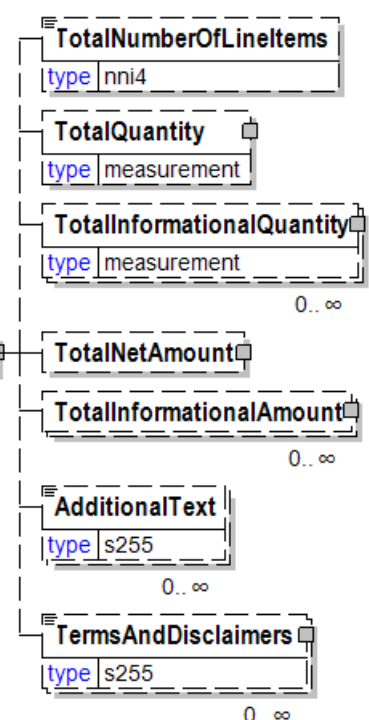 TotalNumberOfLineItems
type nni4
TotalQuantity
type measurement
TotalInformationalQuantity
type measurement
0.. ∞
TotalNetAmount
TotalInformationalAmount
0.. ∞
AdditionalText
type s255
0.. ∞
TermsAndDisclaimers
type s255
0.. ∞